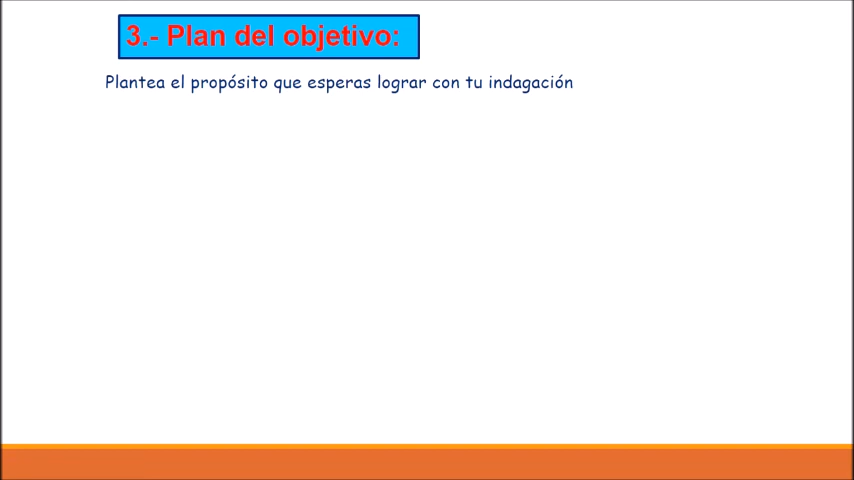 3.- Plan del objetivo:
Plantea el propósito que esperas lograr con tu indagación